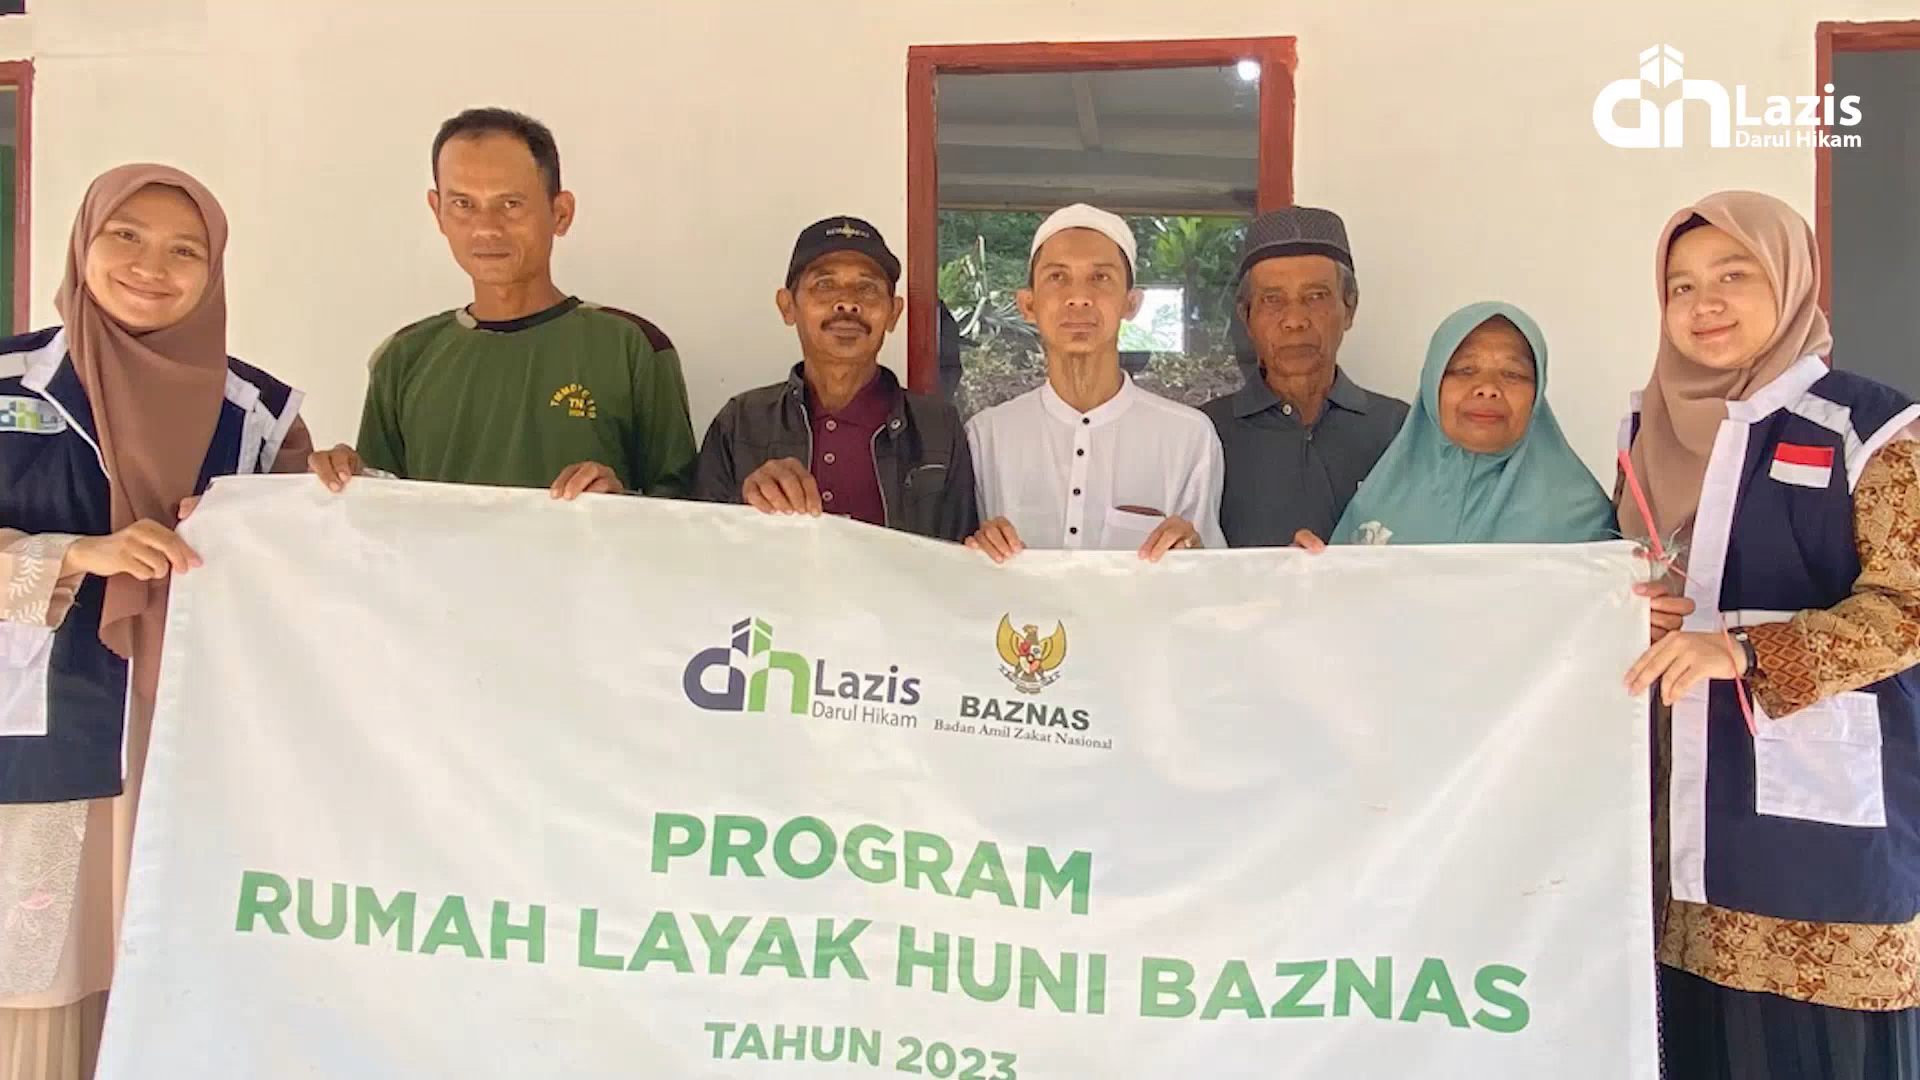 Lazis
Darul Hikam
Lazis
Darul Hikam
BAZNAS
Badan Amil Zakat Nasional
PROGRAM
RUMAH LAYAK HUNI BAZNAS
TAHUN 2023